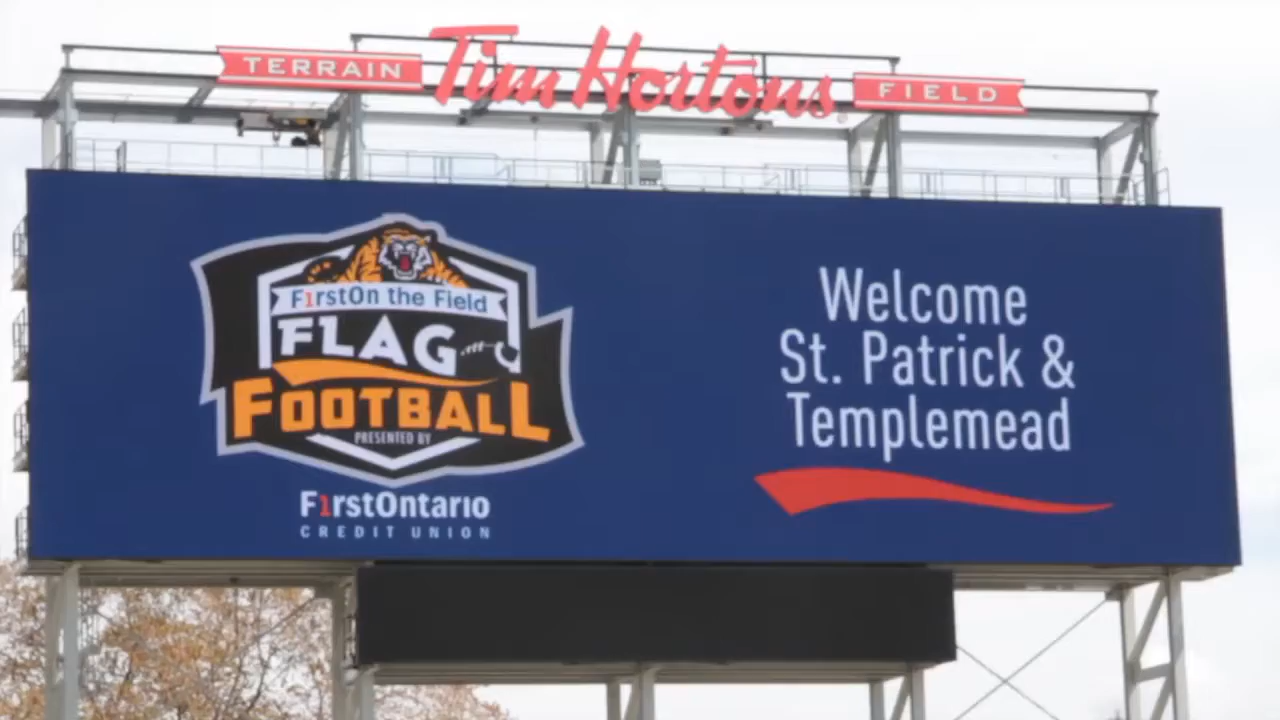 TERRAIN Tim Hortons FIELD
F1rstOn the Field
FLAG
FOOTBALL
PRESENTED BY
F1rstOntario
CREDIT UNION
Welcome
St. Patrick &
Templemead